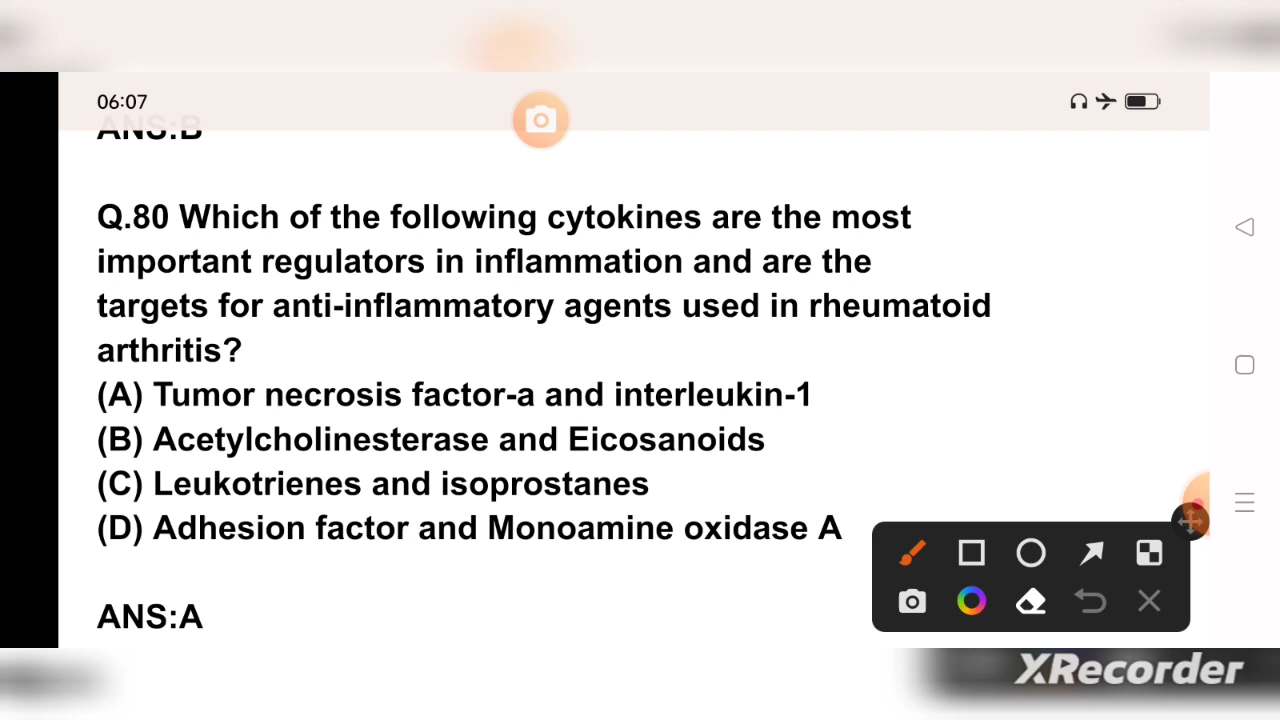 06:07
ANS:B
Q.80 Which of the following cytokines are the most
important regulators in inflammation and are the
targets for anti-inflammatory agents used in rheumatoid
arthritis?
(A) Tumor necrosis factor-a and interleukin-1
(B) Acetylcholinesterase and Eicosanoids
(C) Leukotrienes and isoprostanes
(D) Adhesion factor and Monoamine oxidase A
ANS:A
XRecorder